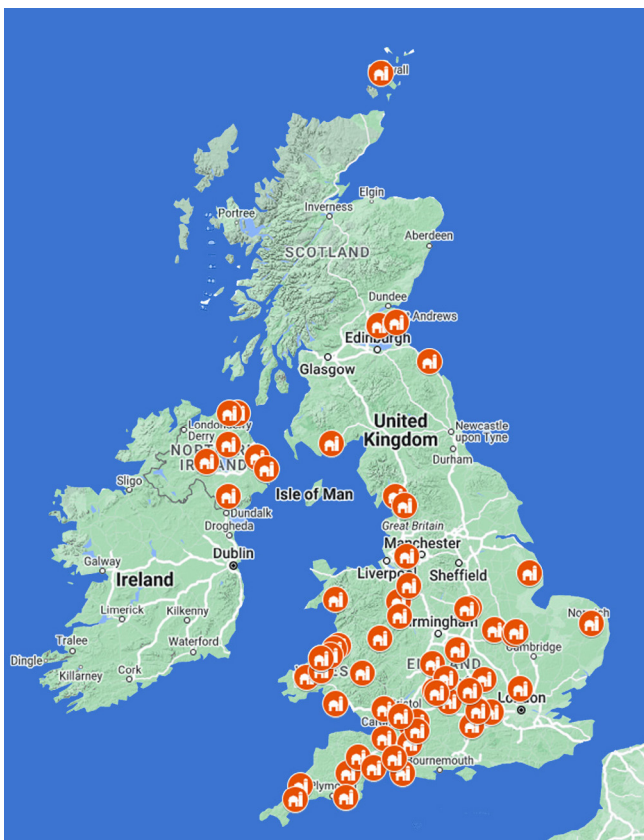 Elgin
Inverness
Portree
Aberdeen
SCOTLAND
Dundee
Andrews
Edinburgh
Glasgow
United
Kingdom
Newcastle
upon Tyne
Durham
Londonderry
Derry
Sligo
Isle of Man
Dundalk
Drogheda
Great Britain
Manchester
Liverpool
Sheffield
Galway
Dublin
Ireland
Limerick
Kilkenny
Tralee
Waterford
Dingle
Killarney
Cork
Cambridge
London